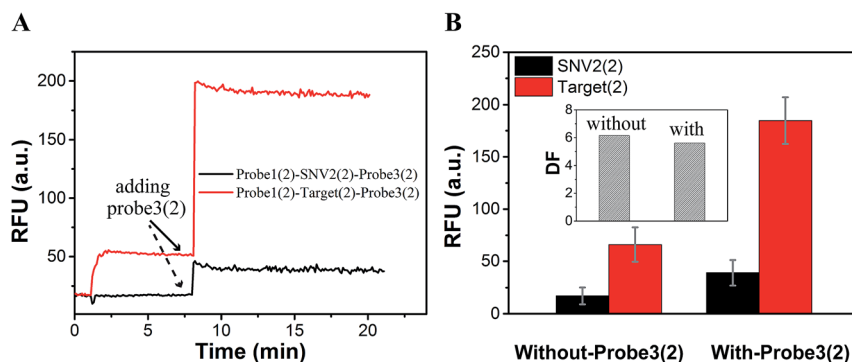 A
RFU (a.u.)
200
150
100
50
0
5
10
15
20
Time (min)
adding
probe3(2)
Probe1(2)-SNV2(2)-Probe3(2)
Probe1(2)-Target(2)-Probe3(2)
B
RFU (a.u.)
250
200
150
100
50
0
SNV2(2)
Target(2)
DF
8
6
4
2
0
without
with
Without-Probe3(2)
With-Probe3(2)